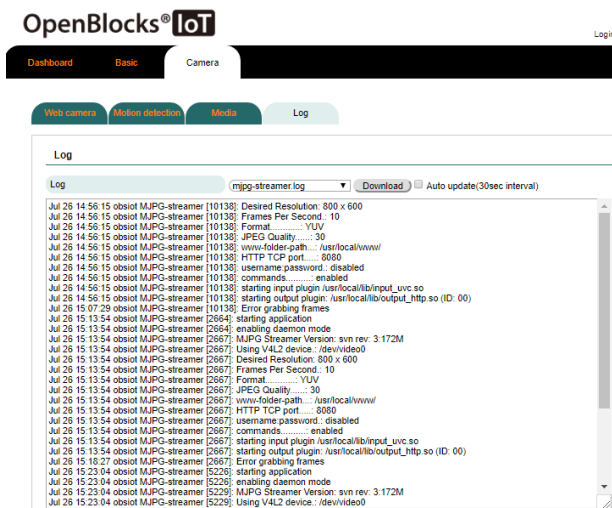 OpenBlocks® IoT
Login
Dashboard Basic Camera
Web camera Motion detection Media Log
Log
Log mjpg-streamer.log Download Auto update(30sec interval)
Jul 26 14:56:15 obsiot MJPG-streamer [10138]: Desired Resolution: 800 x 600
Jul 26 14:56:15 obsiot MJPG-streamer [10138]: Frames Per Second.: 10
Jul 26 14:56:15 obsiot MJPG-streamer [10138]: Format............: YUV
Jul 26 14:56:15 obsiot MJPG-streamer [10138]: JPEG Quality......: 30
Jul 26 14:56:15 obsiot MJPG-streamer [10138]: www-folder-path...: /usr/local/www/
Jul 26 14:56:15 obsiot MJPG-streamer [10138]: HTTP TCP port.....: 8080
Jul 26 14:56:15 obsiot MJPG-streamer [10138]: username:password.: disabled
Jul 26 14:56:15 obsiot MJPG-streamer [10138]: commands..........: enabled
Jul 26 14:56:15 obsiot MJPG-streamer [10138]: starting input plugin /usr/local/lib/input_uvc.so
Jul 26 14:56:15 obsiot MJPG-streamer [10138]: starting output plugin: /usr/local/lib/output_http.so (ID: 00)
Jul 26 15:07:29 obsiot MJPG-streamer [10138]: Error grabbing frames
Jul 26 15:13:54 obsiot MJPG-streamer [2664]: starting application
Jul 26 15:13:54 obsiot MJPG-streamer [2664]: enabling daemon mode
Jul 26 15:13:54 obsiot MJPG-streamer [2667]: MJPG Streamer Version: svn rev: 3:172M
Jul 26 15:13:54 obsiot MJPG-streamer [2667]: Using V4L2 device.: /dev/video0
Jul 26 15:13:54 obsiot MJPG-streamer [2667]: Desired Resolution: 800 x 600
Jul 26 15:13:54 obsiot MJPG-streamer [2667]: Frames Per Second.: 10
Jul 26 15:13:54 obsiot MJPG-streamer [2667]: Format............: YUV
Jul 26 15:13:54 obsiot MJPG-streamer [2667]: JPEG Quality......: 30
Jul 26 15:13:54 obsiot MJPG-streamer [2667]: www-folder-path...: /usr/local/www/
Jul 26 15:13:54 obsiot MJPG-streamer [2667]: HTTP TCP port.....: 8080
Jul 26 15:13:54 obsiot MJPG-streamer [2667]: username:password.: disabled
Jul 26 15:13:54 obsiot MJPG-streamer [2667]: commands..........: enabled
Jul 26 15:13:54 obsiot MJPG-streamer [2667]: starting input plugin /usr/local/lib/input_uvc.so
Jul 26 15:13:54 obsiot MJPG-streamer [2667]: starting output plugin: /usr/local/lib/output_http.so (ID: 00)
Jul 26 15:18:27 obsiot MJPG-streamer [2667]: Error grabbing frames
Jul 26 15:23:04 obsiot MJPG-streamer [5226]: starting application
Jul 26 15:23:04 obsiot MJPG-streamer [5226]: enabling daemon mode
Jul 26 15:23:04 obsiot MJPG-streamer [5229]: MJPG Streamer Version: svn rev: 3:172M
Jul 26 15:23:04 obsiot MJPG-streamer [5229]: Using V4L2 device.: /dev/video0